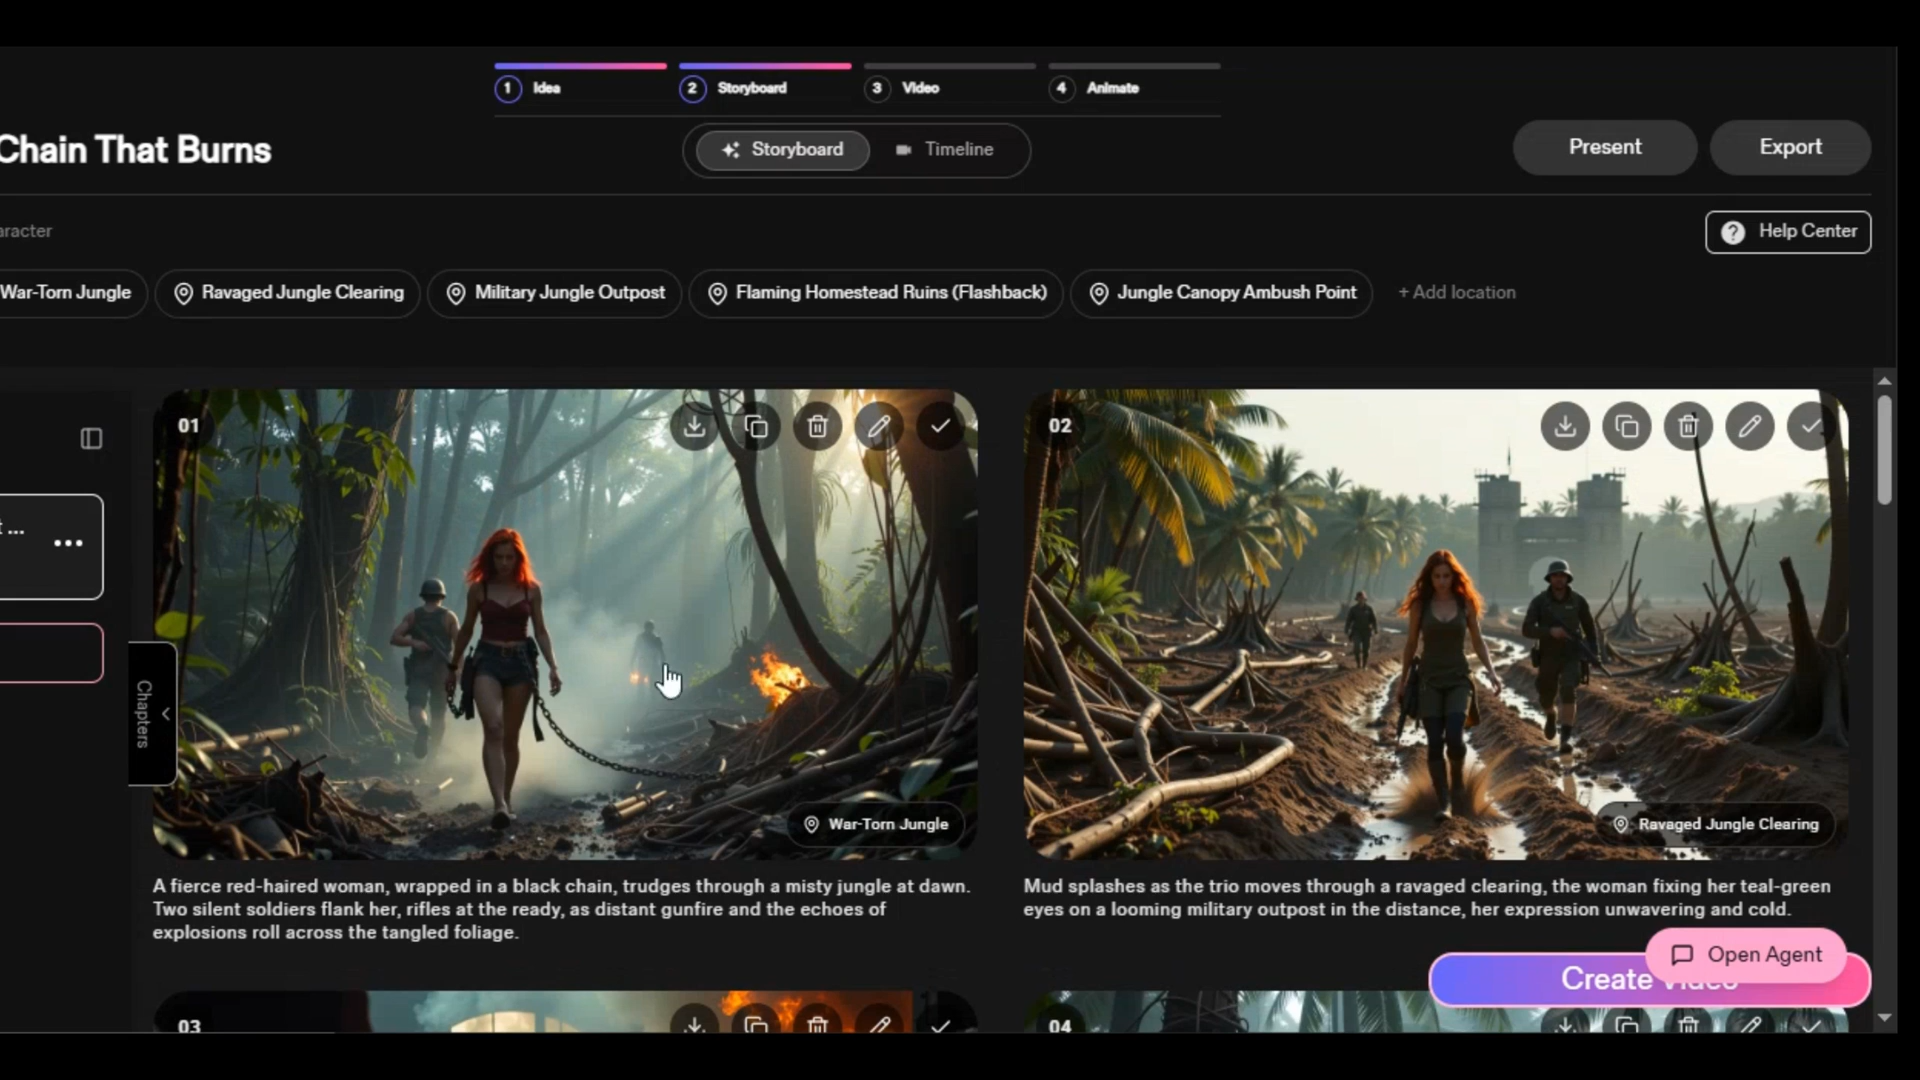 1 Idea
2 Storyboard
3 Video
4 Animate
Chain That Burns
Storyboard
Timeline
Present
Export
Help Center
War-Torn Jungle
Ravaged Jungle Clearing
Military Jungle Outpost
Flaming Homestead Ruins (Flashback)
Jungle Canopy Ambush Point
+ Add location
01
02
Chapters
War-Torn Jungle
Ravaged Jungle Clearing
A fierce red-haired woman, wrapped in a black chain, trudges through a misty jungle at dawn.
Two silent soldiers flank her, rifles at the ready, as distant gunfire and the echoes of
explosions roll across the tangled foliage.
Mud splashes as the trio moves through a ravaged clearing, the woman fixing her teal-green
eyes on a looming military outpost in the distance, her expression unwavering and cold.
Open Agent
Create Video
03
04